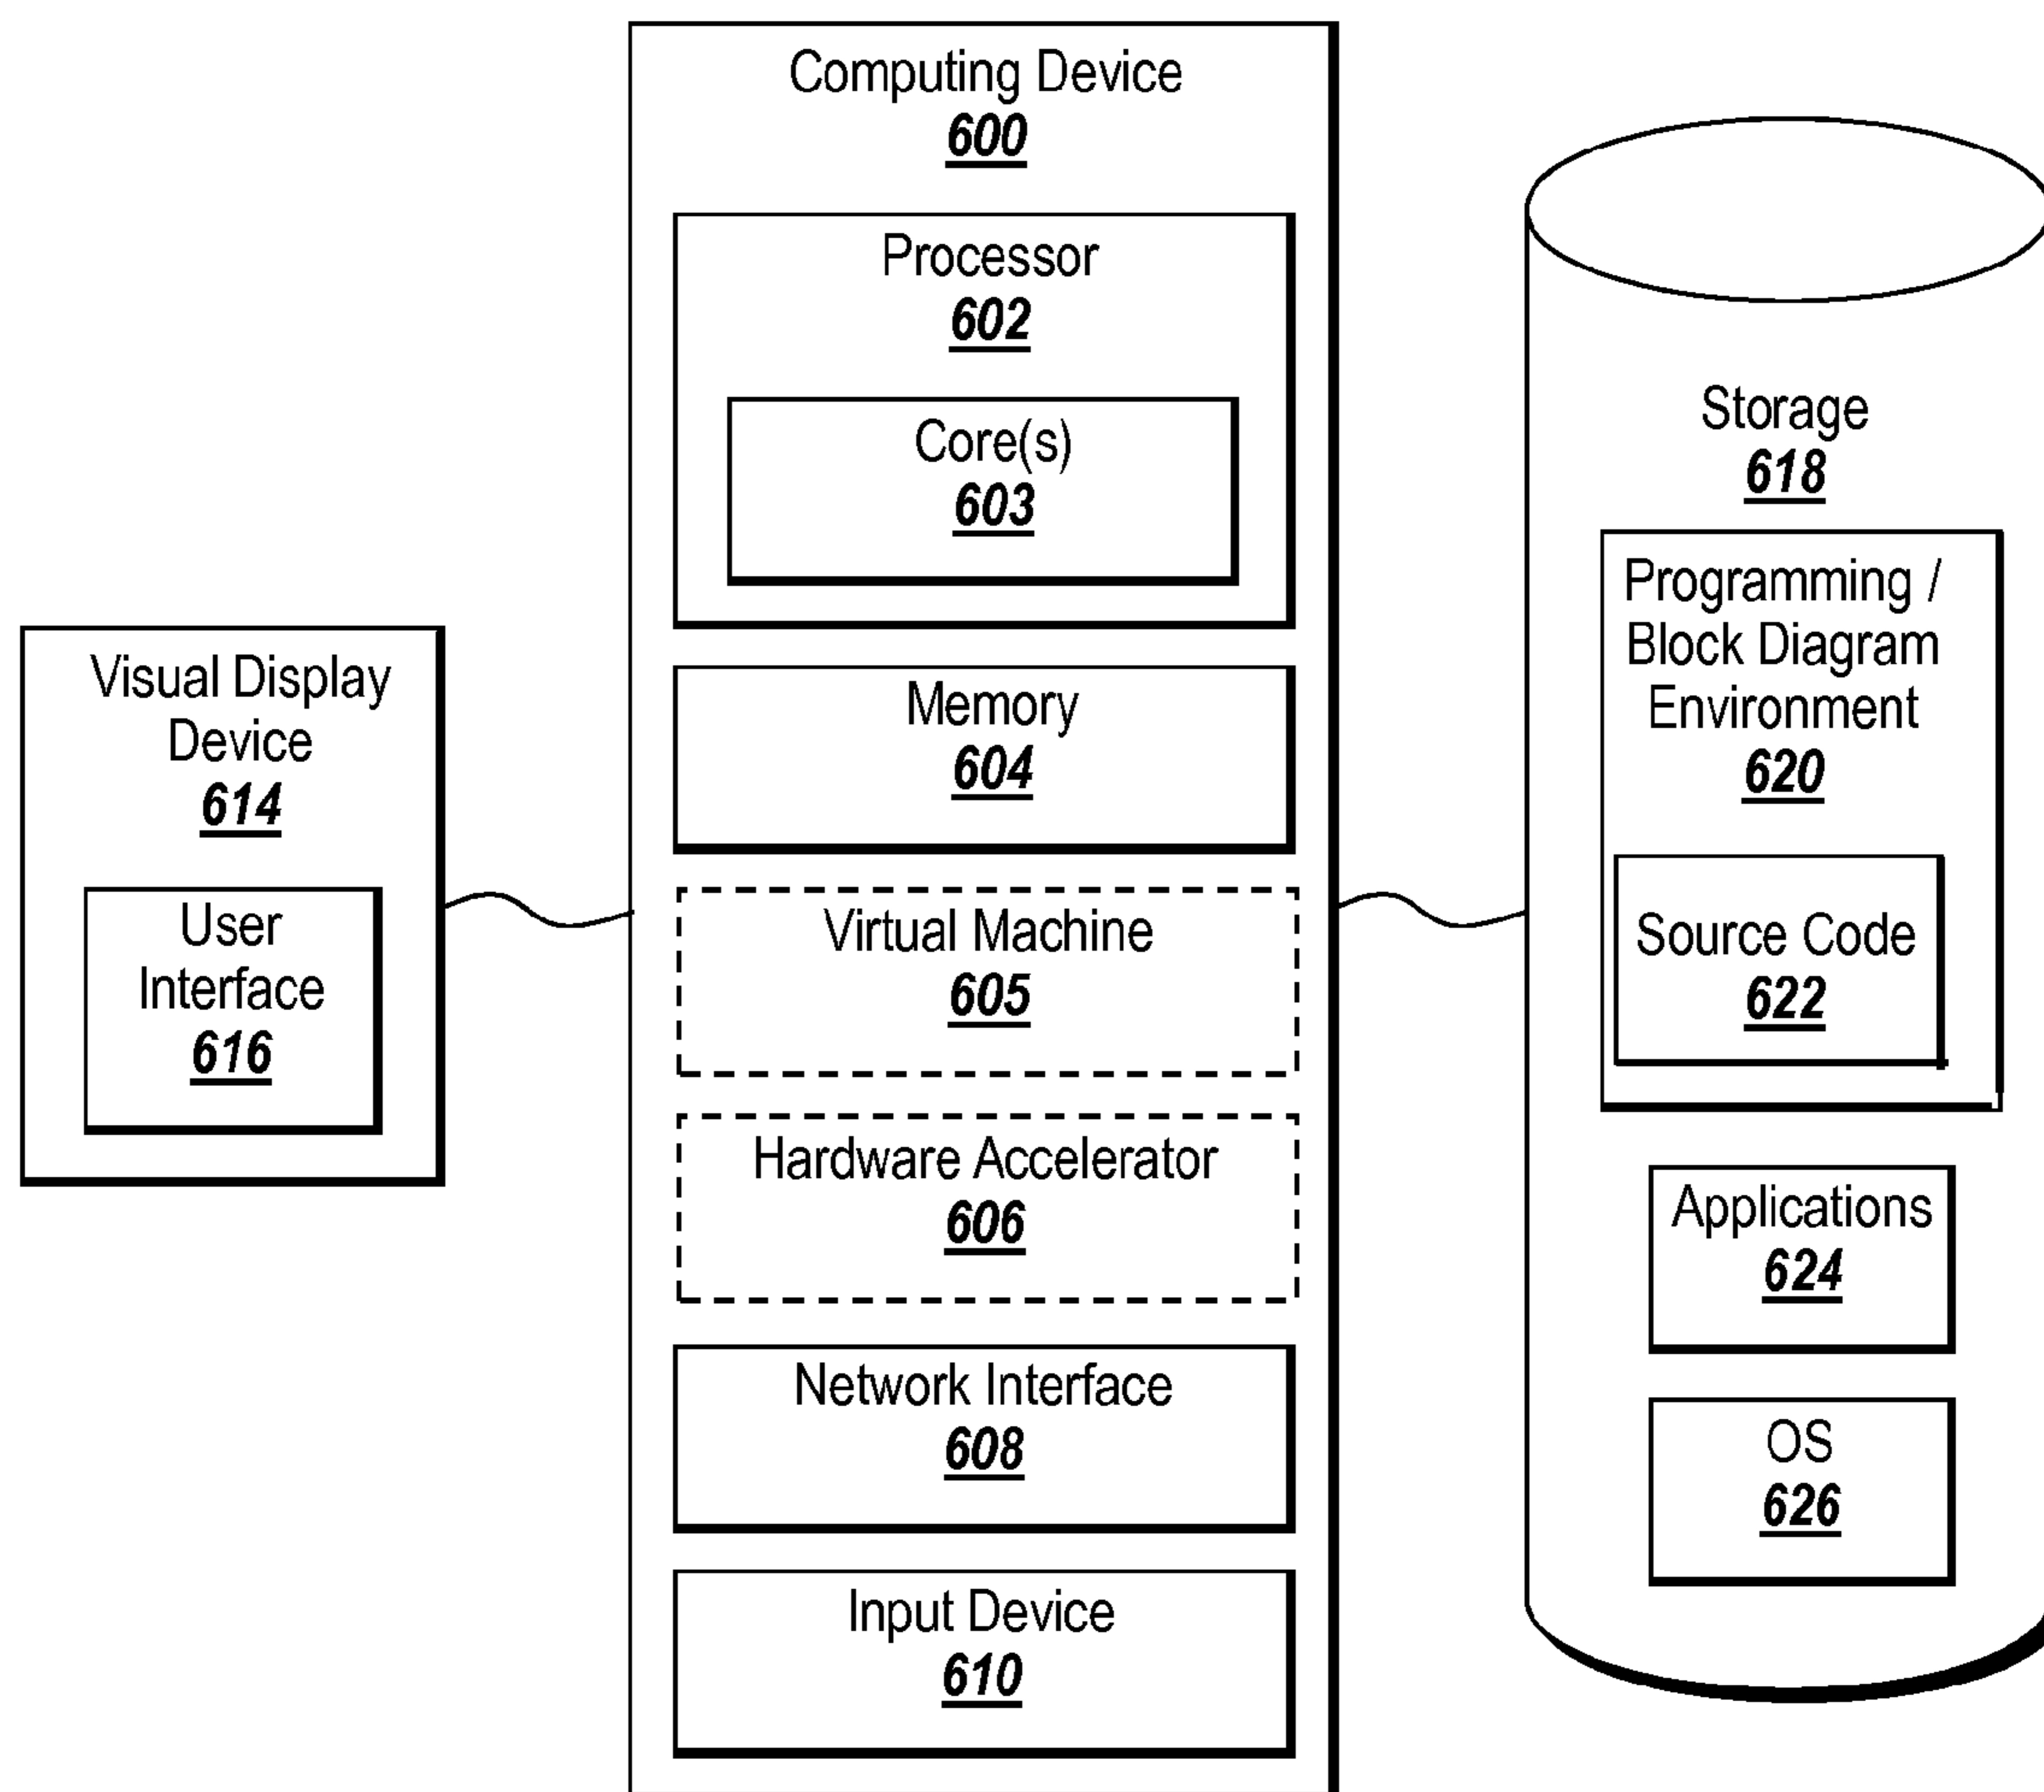 Computing Device
600
Processor
602
Core(s)
603
Memory
604
Virtual Machine
605
Hardware Accelerator
606
Network Interface
608
Input Device
610
Visual Display
Device
614
User
Interface
616
Storage
618
Programming /
Block Diagram
Environment
620
Source Code
622
Applications
624
OS
626